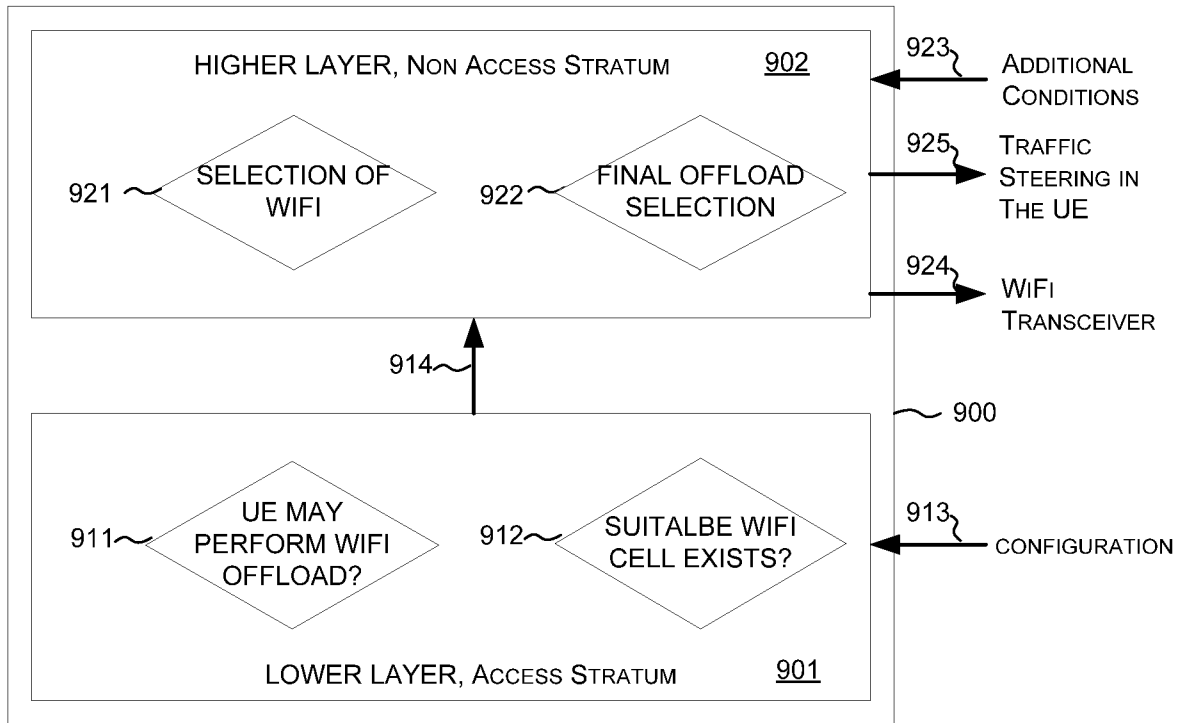 HIGHER LAYER, NON ACCESS STRATUM
902
923
ADDITIONAL
CONDITIONS
921
SELECTION OF
WIFI
922
FINAL OFFLOAD
SELECTION
925
TRAFFIC
STEERING IN
THE UE
924
WIFI
TRANSCEIVER
914
900
911
UE MAY
PERFORM WIFI
OFFLOAD?
912
SUITALBE WIFI
CELL EXISTS?
913
CONFIGURATION
LOWER LAYER, ACCESS STRATUM
901